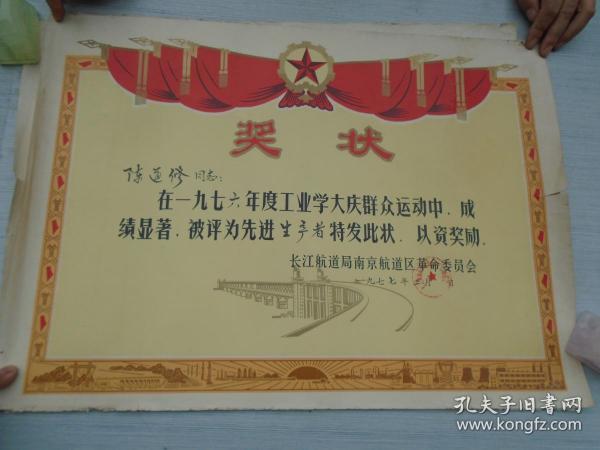 奖状
陈道修同志：
在一九七六年度工业学大庆群众运动中，成
绩显著，被评为先进生产者特发此状，以资奖励。
长江航道局南京航道区革命委员会
一九七七年二月 日
孔夫子旧书网
www.kongfz.com